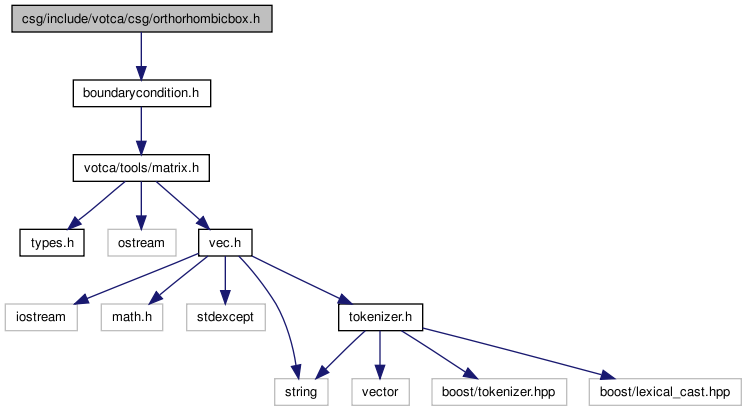 csg/include/votca/csg/orthorhombicbox.h
boundarycondition.h
votca/tools/matrix.h
types.h
ostream
vec.h
iostream
math.h
stdexcept
tokenizer.h
string
vector
boost/tokenizer.hpp
boost/lexical_cast.hpp